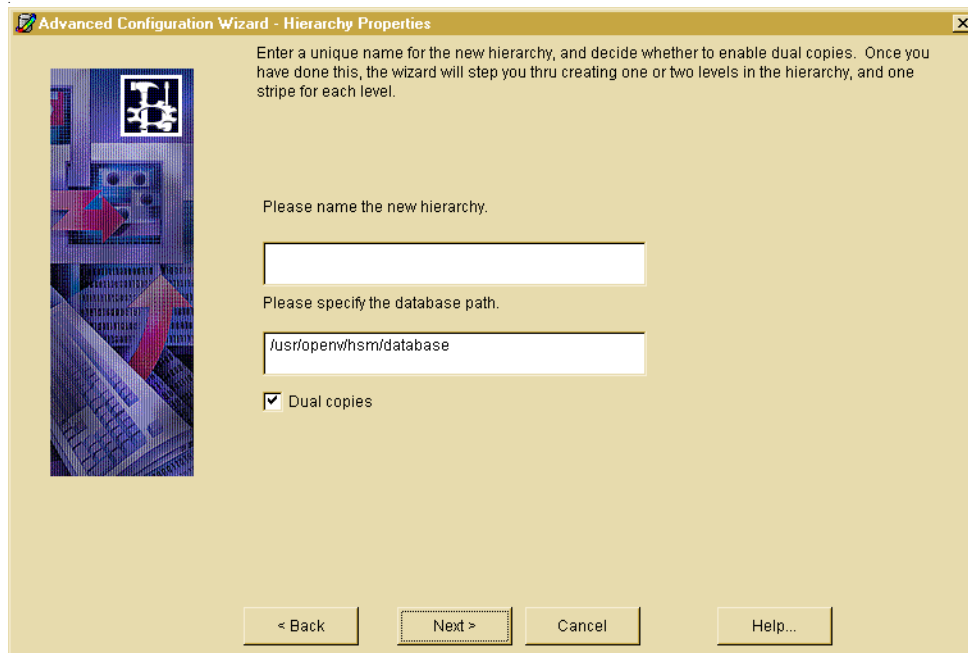 Advanced Configuration Wizard - Hierarchy Properties
Enter a unique name for the new hierarchy, and decide whether to enable dual copies. Once you
have done this, the wizard will step you thru creating one or two levels in the hierarchy, and one
stripe for each level.
Please name the new hierarchy.
Please specify the database path.
/usr/openv/hsm/database
Dual copies
< Back
Next >
Cancel
Help...